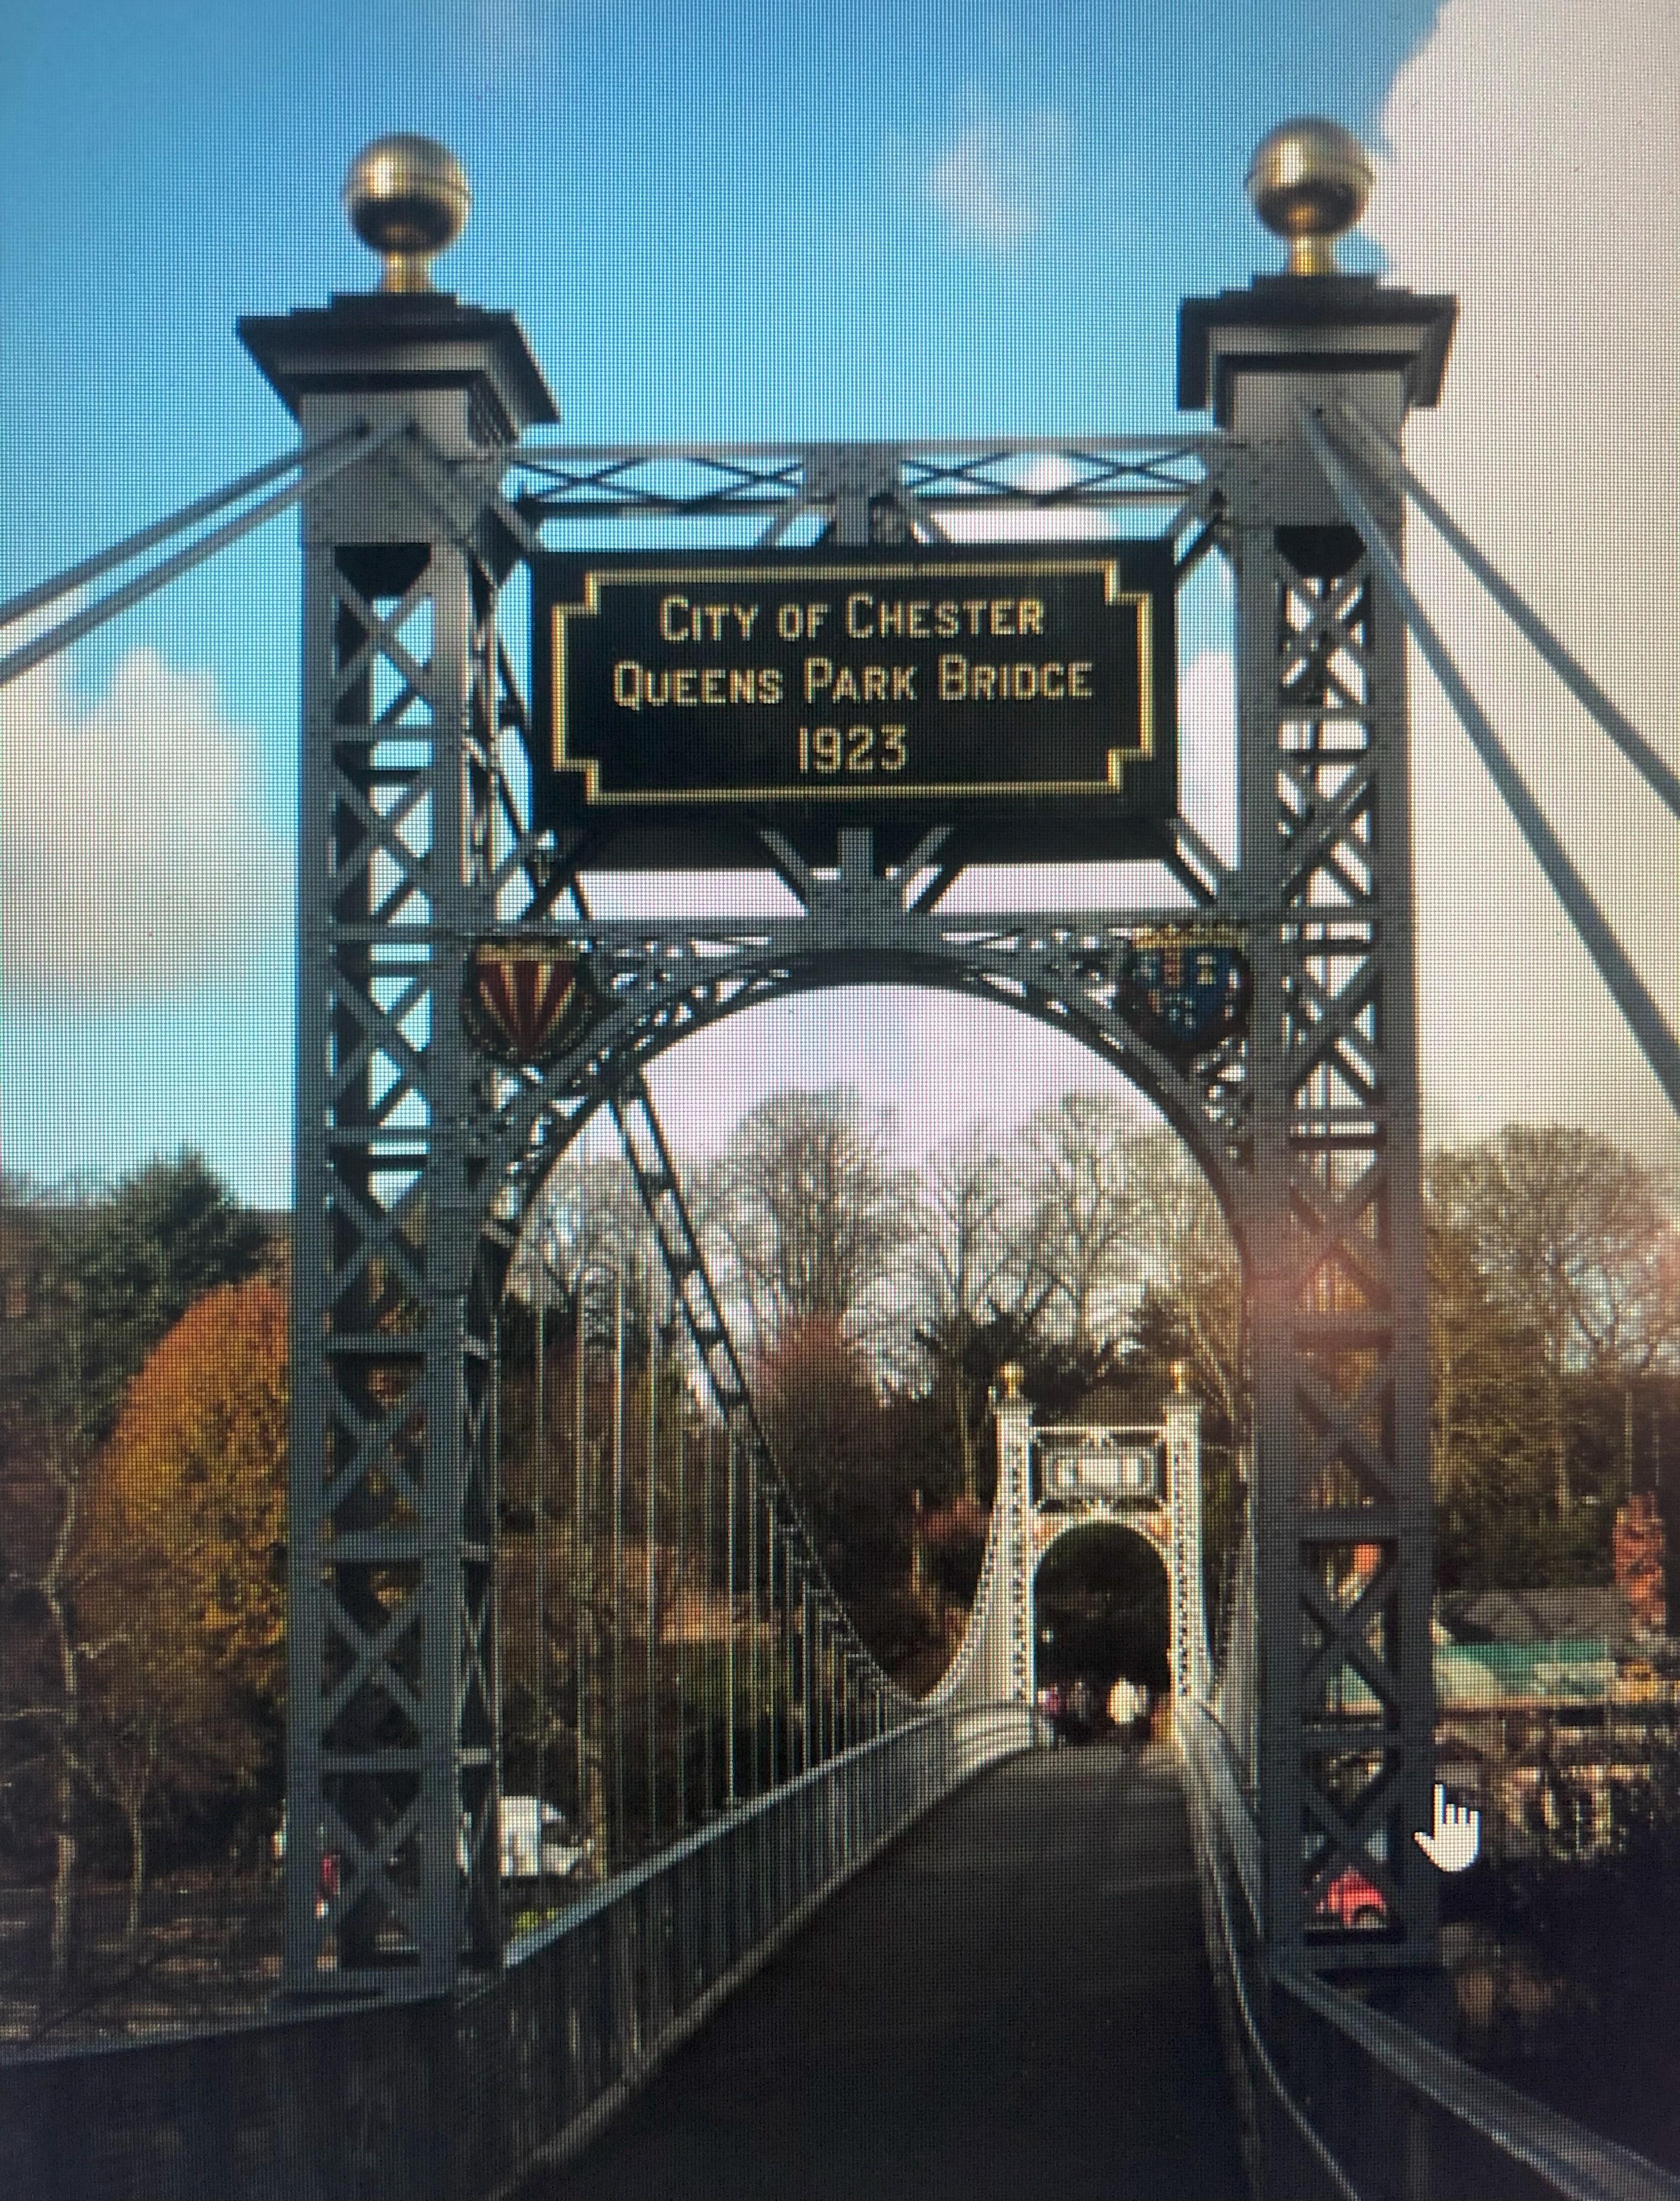 CITY OF CHESTER
QUEENS PARK BRIDGE
1923